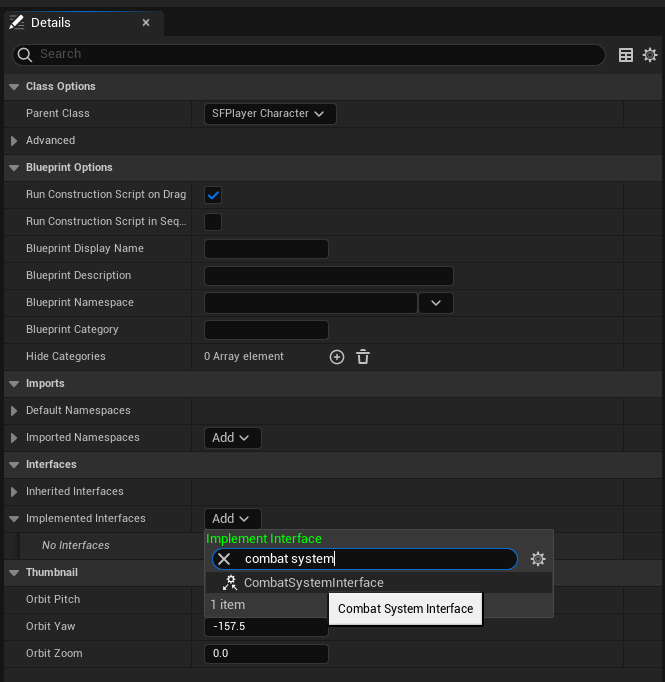 Details
Search
Class Options
Parent Class SFPlayer Character
Advanced
Blueprint Options
Run Construction Script on Drag
Run Construction Script in Seq...
Blueprint Display Name
Blueprint Description
Blueprint Namespace
Blueprint Category
Hide Categories 0 Array element
Imports
Default Namespaces
Imported Namespaces Add
Interfaces
Inherited Interfaces
Implemented Interfaces Add
Implement Interface
No Interfaces combat system
Thumbnail CombatSystemInterface
Orbit Pitch 1 item Combat System Interface
Orbit Yaw -157.5
Orbit Zoom 0.0